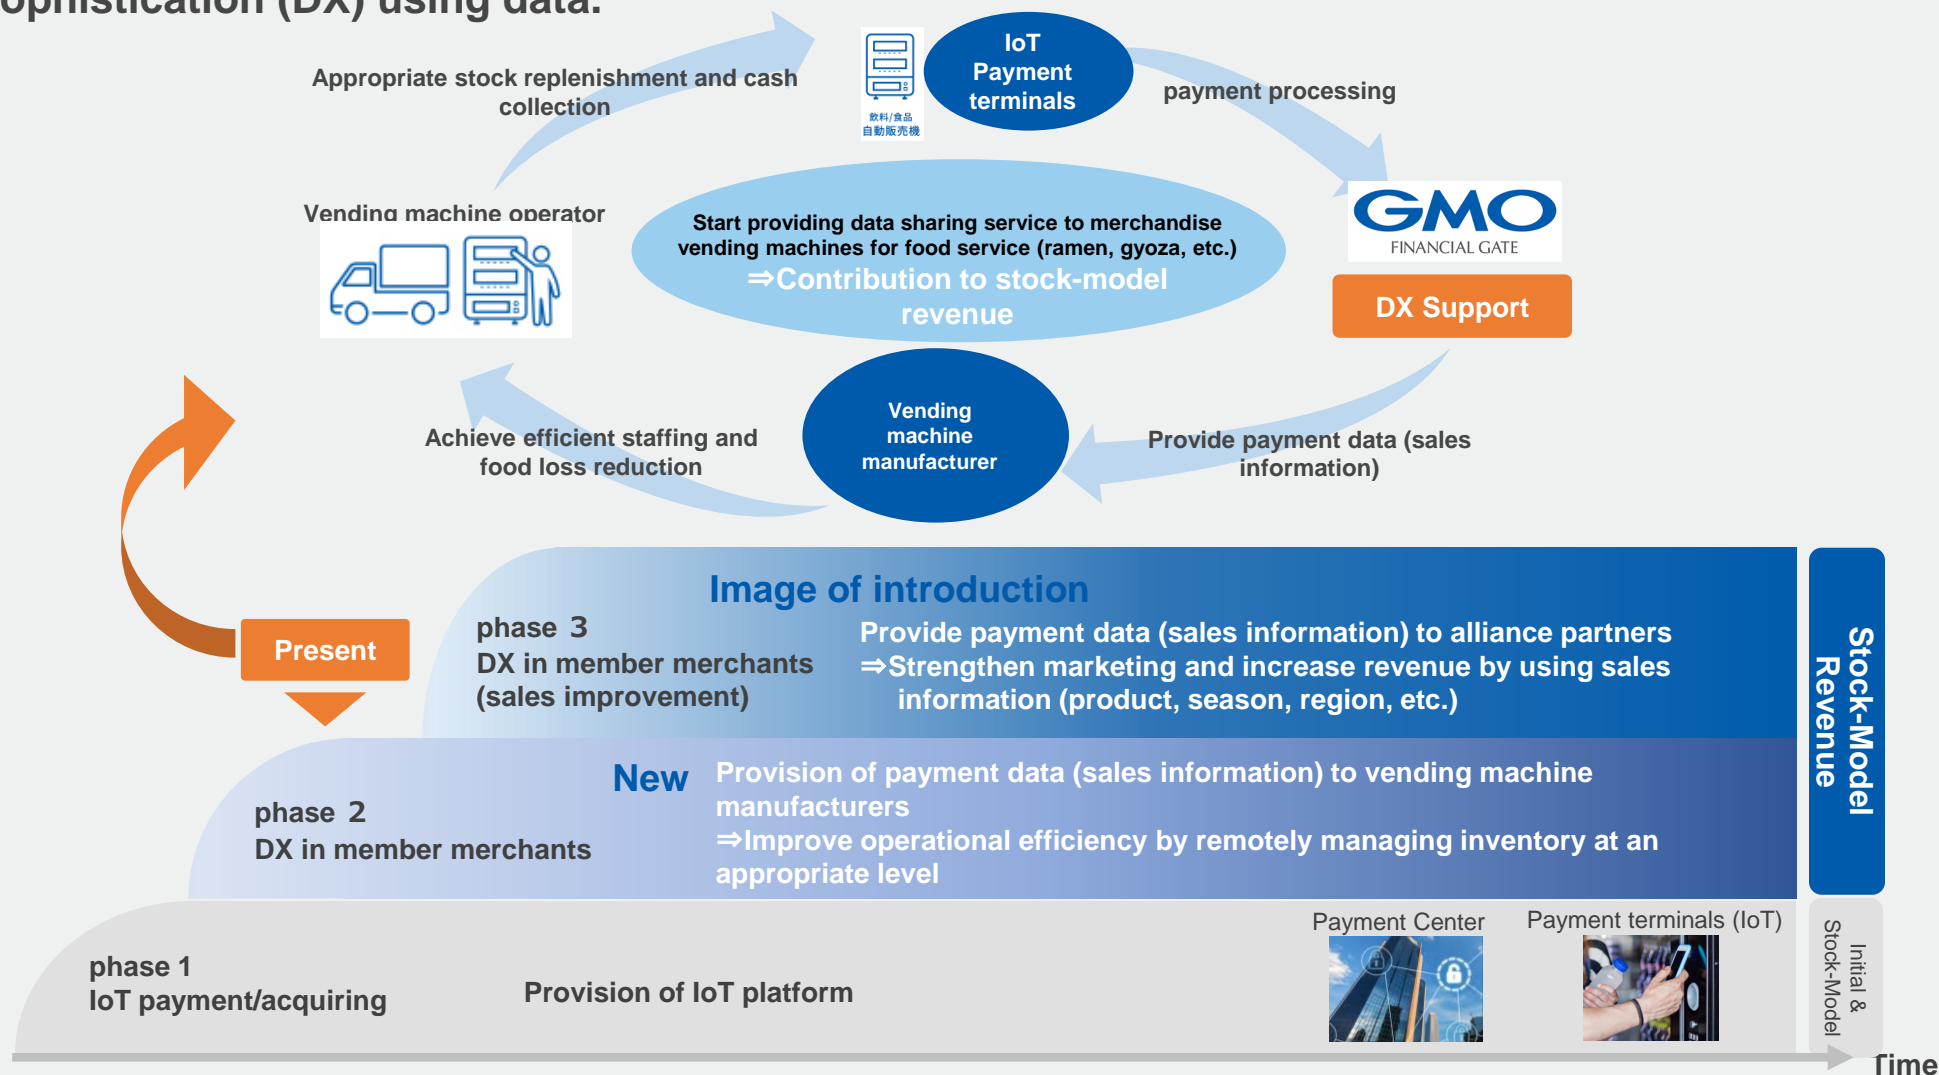 ophistication (DX) using data.
Appropriate stock replenishment and cash
collection
飲料/食品
自動販売機
IoT
Payment
terminals
payment processing
Vending machine operator
Start providing data sharing service to merchandise
vending machines for food service (ramen, gyoza, etc.)
⇒Contribution to stock-model
revenue
GMO
FINANCIAL GATE
DX Support
Achieve efficient staffing and
food loss reduction
Vending
machine
manufacturer
Provide payment data (sales
information)
Present
Image of introduction
phase 3
DX in member merchants
(sales improvement)
Provide payment data (sales information) to alliance partners
⇒Strengthen marketing and increase revenue by using sales
information (product, season, region, etc.)
Stock-Model
Revenue
New
phase 2
DX in member merchants
Provision of payment data (sales information) to vending machine
manufacturers
⇒Improve operational efficiency by remotely managing inventory at an
appropriate level
phase 1
IoT payment/acquiring
Provision of IoT platform
Payment Center
Payment terminals (IoT)
Initial &
Stock-Model
Time